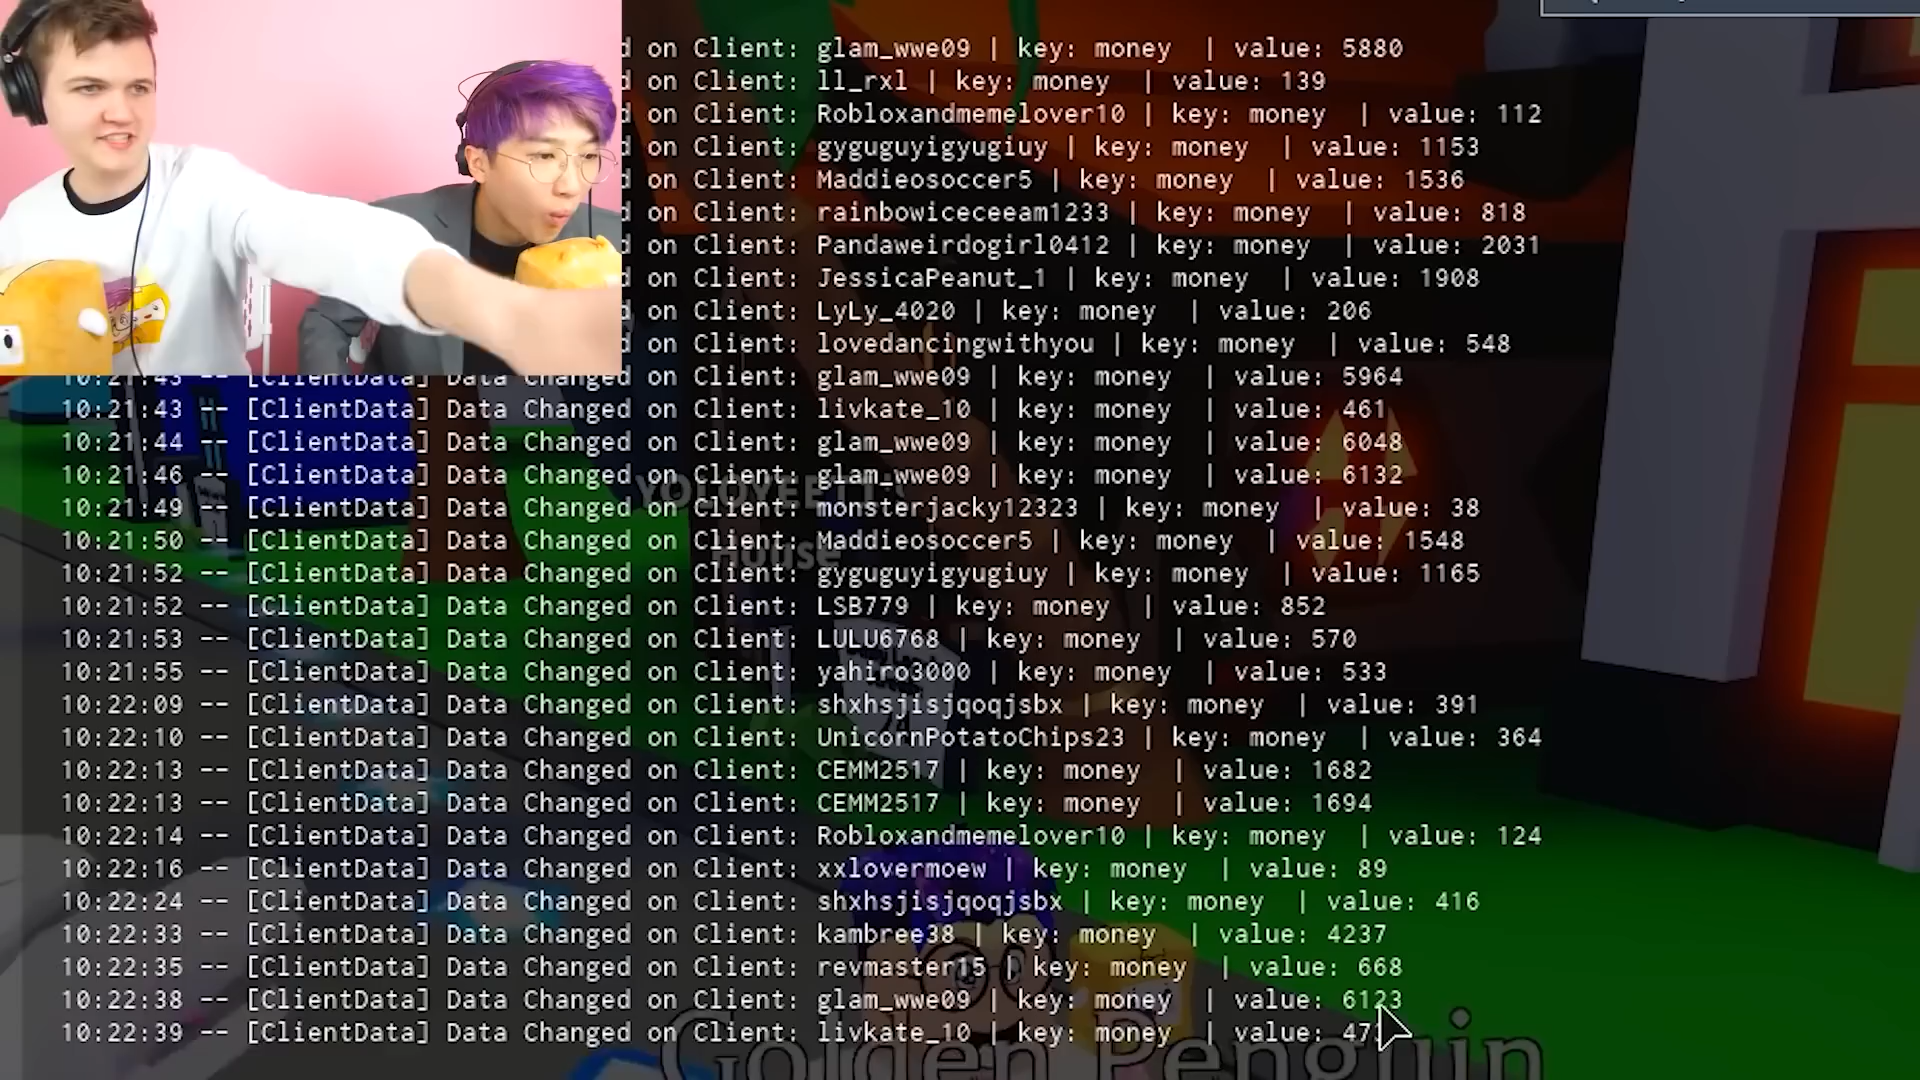 d on Client: glam_wwe09 | key: money | value: 5880
d on Client: ll_rxl | key: money | value: 139
d on Client: Robloxandmemelover10 | key: money | value: 112
d on Client: gyguguyigyugiuy | key: money | value: 1153
d on Client: Maddieosoccer5 | key: money | value: 1536
d on Client: rainbowiceceeam1233 | key: money | value: 818
d on Client: Pandaweirdogirl0412 | key: money | value: 2031
d on Client: JessicaPeanut_1 | key: money | value: 1908
d on Client: LyLy_4020 | key: money | value: 206
d on Client: lovedancingwithyou | key: money | value: 548
10:21:43 -- [ClientData] Data Changed on Client: glam_wwe09 | key: money | value: 5964
10:21:43 -- [ClientData] Data Changed on Client: livkate_10 | key: money | value: 461
10:21:44 -- [ClientData] Data Changed on Client: glam_wwe09 | key: money | value: 6048
10:21:46 -- [ClientData] Data Changed on Client: glam_wwe09 | key: money | value: 6132
10:21:49 -- [ClientData] Data Changed on Client: monsterjacky12323 | key: money | value: 38
10:21:50 -- [ClientData] Data Changed on Client: Maddieosoccer5 | key: money | value: 1548
10:21:52 -- [ClientData] Data Changed on Client: gyguguyigyugiuy | key: money | value: 1165
10:21:52 -- [ClientData] Data Changed on Client: LSB779 | key: money | value: 852
10:21:53 -- [ClientData] Data Changed on Client: LULU6768 | key: money | value: 570
10:21:55 -- [ClientData] Data Changed on Client: yahiro3000 | key: money | value: 533
10:22:09 -- [ClientData] Data Changed on Client: shxhsjisjqoqjsbx | key: money | value: 391
10:22:10 -- [ClientData] Data Changed on Client: UnicornPotatoChips23 | key: money | value: 364
10:22:13 -- [ClientData] Data Changed on Client: CEMM2517 | key: money | value: 1682
10:22:13 -- [ClientData] Data Changed on Client: CEMM2517 | key: money | value: 1694
10:22:14 -- [ClientData] Data Changed on Client: Robloxandmemelover10 | key: money | value: 124
10:22:16 -- [ClientData] Data Changed on Client: xxlovermoew | key: money | value: 89
10:22:24 -- [ClientData] Data Changed on Client: shxhsjisjqoqjsbx | key: money | value: 416
10:22:33 -- [ClientData] Data Changed on Client: kambree38 | key: money | value: 4237
10:22:35 -- [ClientData] Data Changed on Client: revmaster15 | key: money | value: 668
10:22:38 -- [ClientData] Data Changed on Client: glam_wwe09 | key: money | value: 6123
10:22:39 -- [ClientData] Data Changed on Client: livkate_10 | key: money | value:
House
Golden Penguin